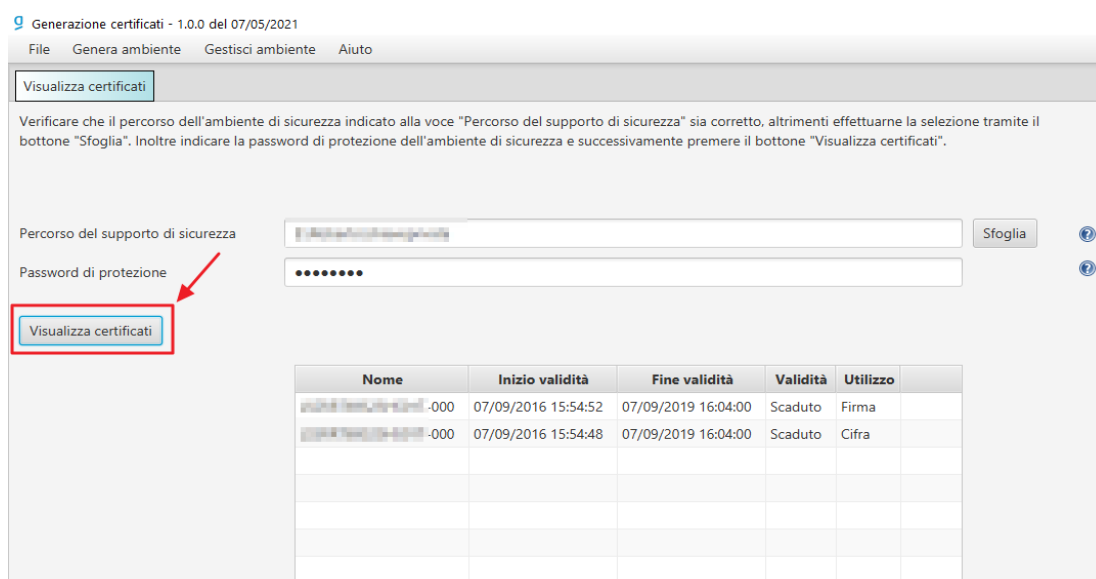 Generazione certificati - 1.0.0 del 07/05/2021
File Genera ambiente Gestisci ambiente Aiuto
Visualizza certificati
Verificare che il percorso dell'ambiente di sicurezza indicato alla voce "Percorso del supporto di sicurezza" sia corretto, altrimenti effettuarne la selezione tramite il
bottone "Sfoglia". Inoltre indicare la password di protezione dell'ambiente di sicurezza e successivamente premere il bottone "Visualizza certificati".
Percorso del supporto di sicurezza Sfoglia ?
Password di protezione ●●●●●●●● ?
Visualizza certificati
Nome Inizio validità Fine validità Validità Utilizzo
-000 07/09/2016 15:54:52 07/09/2019 16:04:00 Scaduto Firma
-000 07/09/2016 15:54:48 07/09/2019 16:04:00 Scaduto Cifra